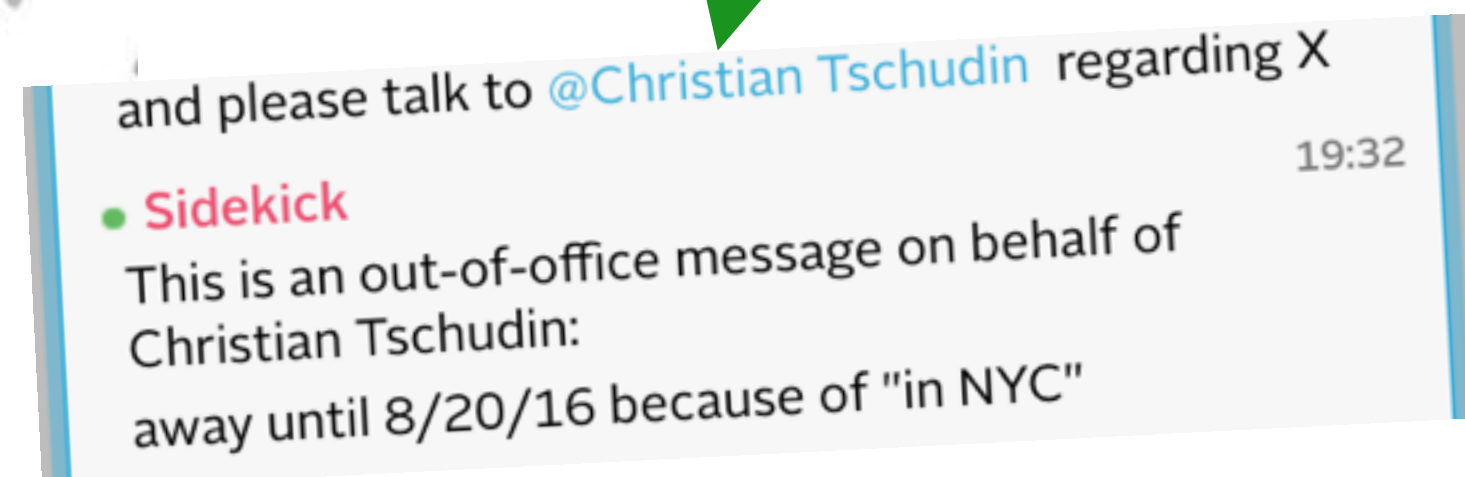 and please talk to @Christian Tschudin regarding X
19:32
Sidekick
This is an out-of-office message on behalf of
Christian Tschudin:
away until 8/20/16 because of "in NYC"